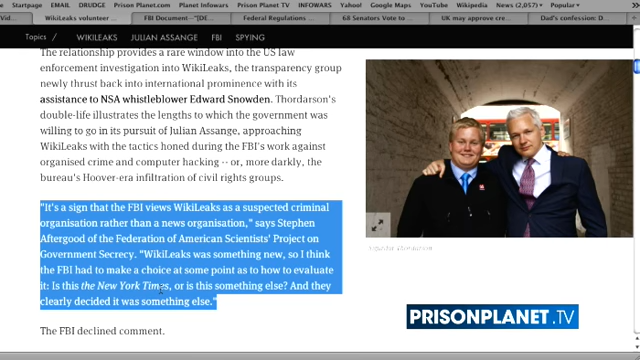 Startpage EMAIL DRUDGE Prison Planet.com Planet Infowars Prison Planet TV INFOWARS Yahoo! Google Maps YouTube Wikipedia News (2,057) Popular
Vid... Wikileaks volunteer ... FBI Document - "[DE... Federal Regulations ... 68 Senators Vote to ... UK may approve cre... Dad's confession: D...
Topics / WIKILEAKS JULIAN ASSANGE FBI SPYING
The relationship provides a rare window into the US law
enforcement investigation into WikiLeaks, the transparency group
newly thrust back into international prominence with its
assistance to NSA whistleblower Edward Snowden. Thordarson's
double-life illustrates the lengths to which the government was
willing to go in its pursuit of Julian Assange, approaching
WikiLeaks with the tactics honed during the FBI's work against
organised crime and computer hacking -- or, more darkly, the
bureau's Hoover-era infiltration of civil rights groups.
"It's a sign that the FBI views WikiLeaks as a suspected criminal
organisation rather than a news organisation," says Stephen
Aftergood of the Federation of American Scientists' Project on
Government Secrecy. "WikiLeaks was something new, so I think
the FBI had to make a choice at some point as to how to evaluate
it: Is this the New York Times, or is this something else? And they
clearly decided it was something else."
The FBI declined comment.
PRISONPLANET.TV